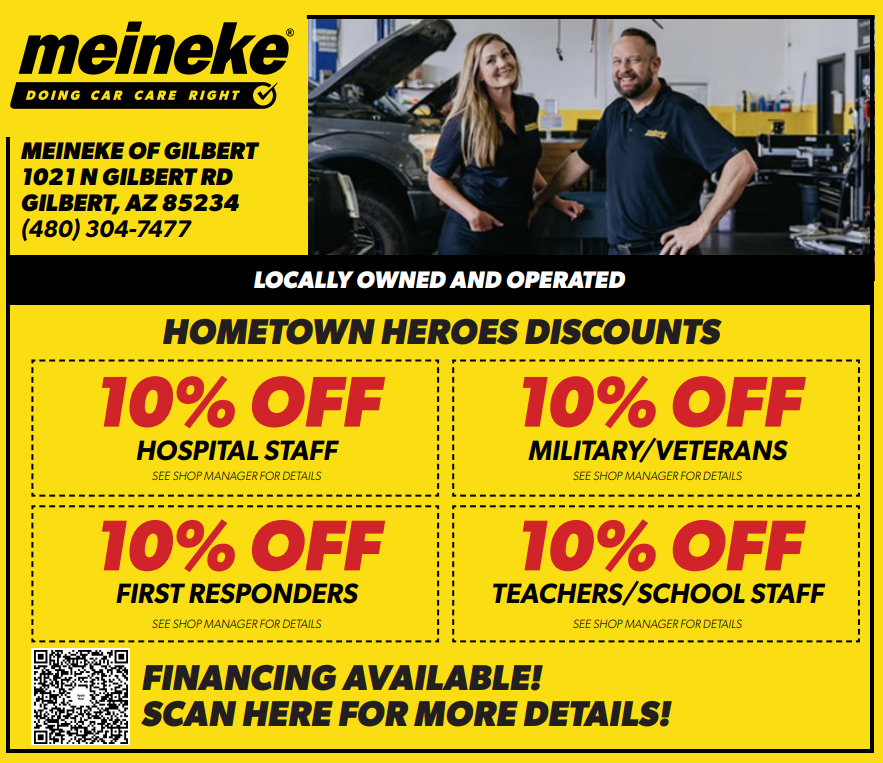 meineke®
DOING CAR CARE RIGHT
MEINEKE OF GILBERT
1021 N GILBERT RD
GILBERT, AZ 85234
(480) 304-7477
LOCALLY OWNED AND OPERATED
HOMETOWN HEROES DISCOUNTS
10% OFF
HOSPITAL STAFF
SEE SHOP MANAGER FOR DETAILS
10% OFF
MILITARY/VETERANS
SEE SHOP MANAGER FOR DETAILS
10% OFF
FIRST RESPONDERS
SEE SHOP MANAGER FOR DETAILS
10% OFF
TEACHERS/SCHOOL STAFF
SEE SHOP MANAGER FOR DETAILS
FINANCING AVAILABLE!
SCAN HERE FOR MORE DETAILS!